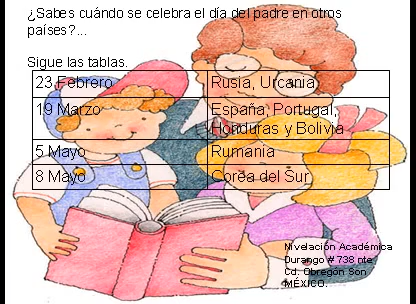 ¿Sabes cuándo se celebra el día del padre en otros
países?...
Sigue las tablas.
23 Febrero Rusia, Urcania
19 Marzo España, Portugal,
Honduras y Bolivia
5 Mayo Rumania
8 Mayo Corea del Sur
Nivelación Académica
Durango # 738 nte.
Cd. Obregón Son
MÉXICO.